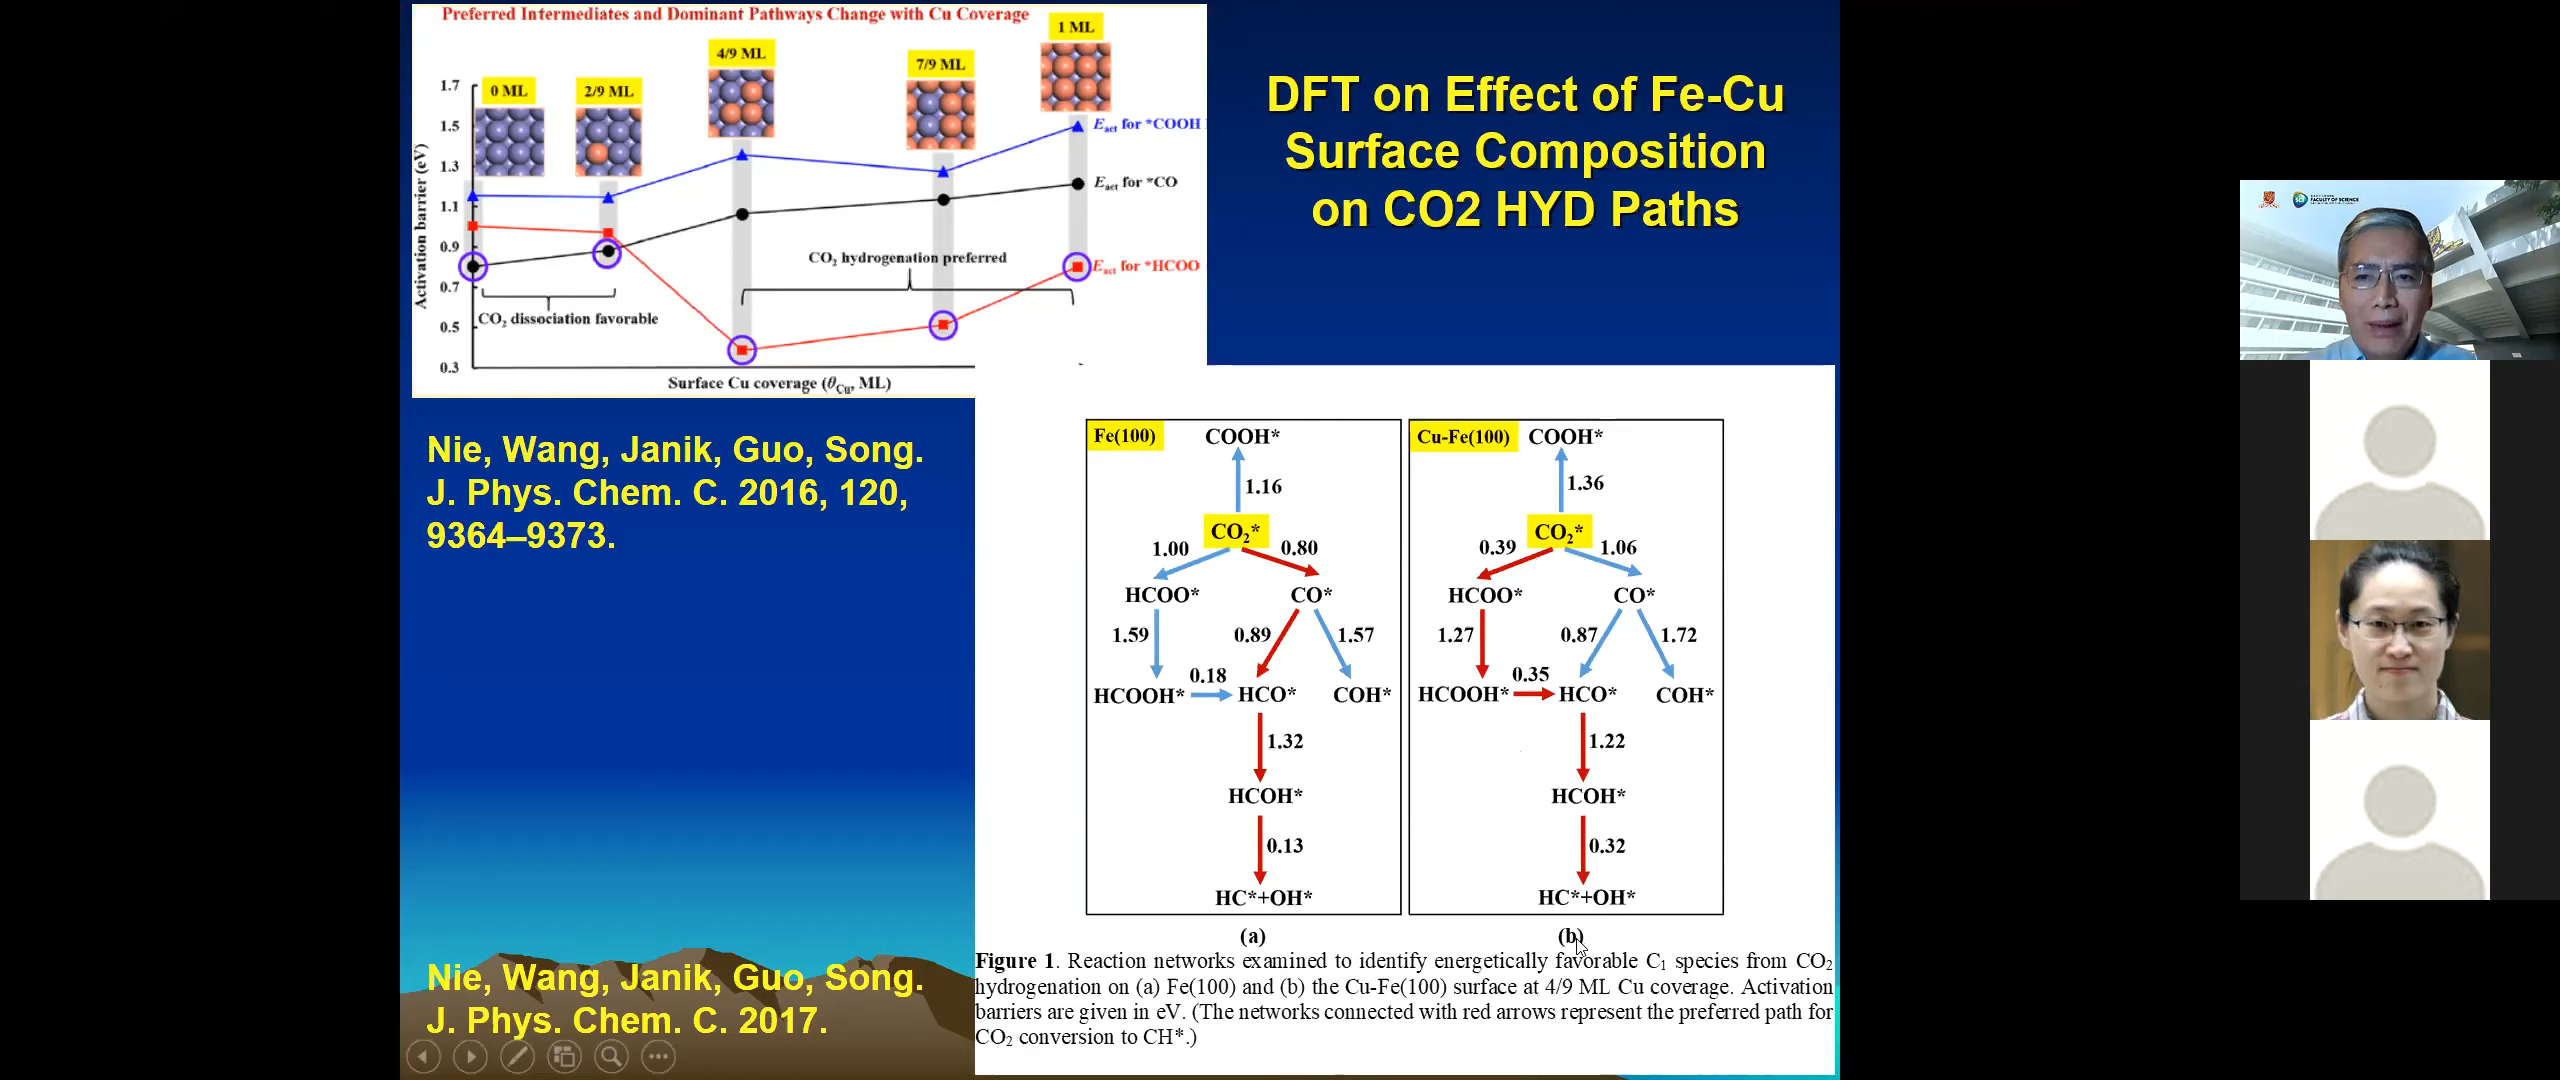 Preferred Intermediates and Dominant Pathways Change with Cu Coverage
0 ML
2/9 ML
4/9 ML
7/9 ML
1 ML
Activation barrier (eV)
1.7
1.5
1.3
1.1
0.9
0.7
0.5
0.3
Eact for *COOH
Eact for *CO
Eact for *HCOO
CO2 hydrogenation preferred
CO2 dissociation favorable
Surface Cu coverage (θCu, ML)
DFT on Effect of Fe-Cu
Surface Composition
on CO2 HYD Paths
Nie, Wang, Janik, Guo, Song.
J. Phys. Chem. C. 2016, 120,
9364–9373.
Fe(100)
COOH*
1.16
CO2*
1.00
0.80
HCOO*
CO*
1.59
0.89
1.57
0.18
HCOOH*
HCO*
COH*
1.32
HCOH*
0.13
HC*+OH*
(a)
Cu-Fe(100)
COOH*
1.36
CO2*
0.39
1.06
HCOO*
CO*
1.27
0.87
1.72
0.35
HCOOH*
HCO*
COH*
1.22
HCOH*
0.32
HC*+OH*
(b)
Figure 1. Reaction networks examined to identify energetically favorable C1 species from CO2
hydrogenation on (a) Fe(100) and (b) the Cu-Fe(100) surface at 4/9 ML Cu coverage. Activation
barriers are given in eV. (The networks connected with red arrows represent the preferred path for
CO2 conversion to CH*.)
Nie, Wang, Janik, Guo, Song.
J. Phys. Chem. C. 2017.
FACULTY OF SCIENCE